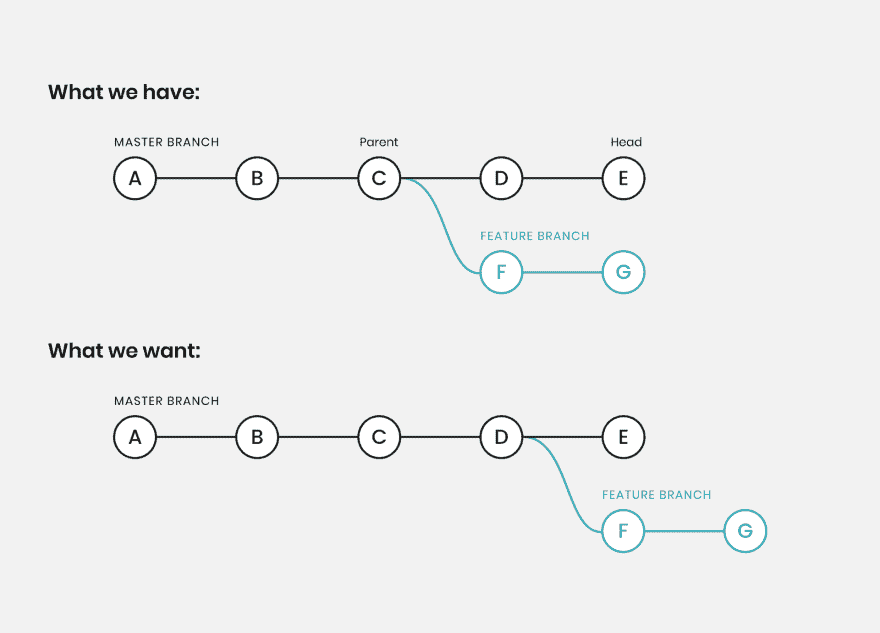 What we have:
MASTER BRANCH Parent Head
A B C D E
FEATURE BRANCH
F G
What we want:
MASTER BRANCH
A B C D E
FEATURE BRANCH
F G